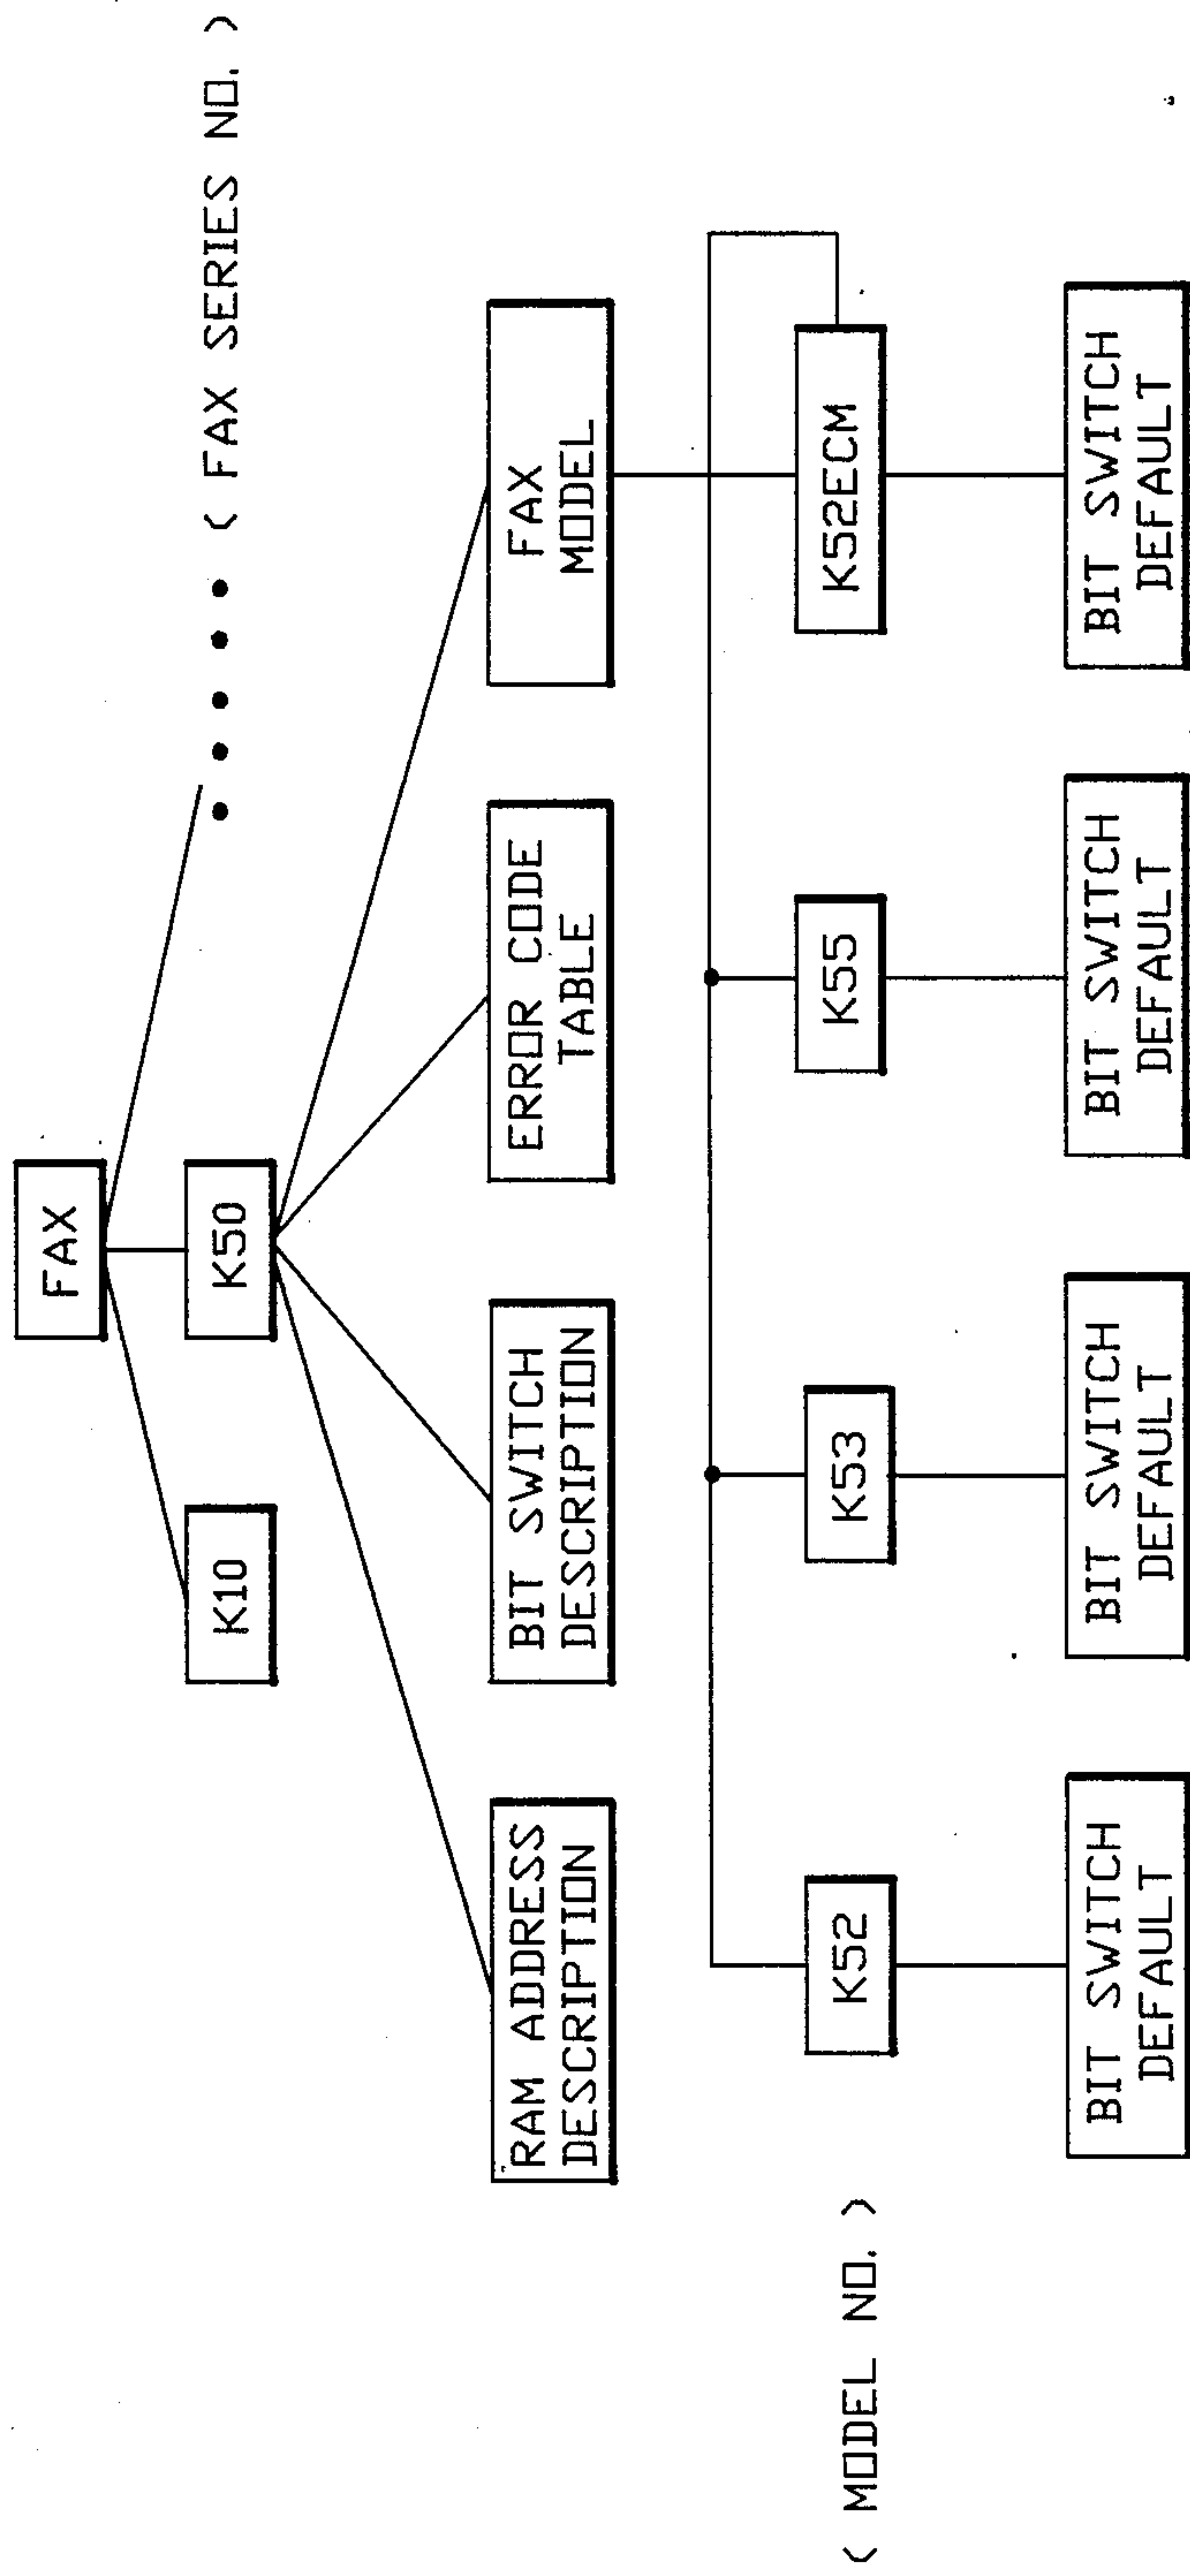 FAX
K10
K50
( FAX SERIES NO. )
RAM ADDRESS
DESCRIPTION
BIT SWITCH
DESCRIPTION
ERROR CODE
TABLE
FAX
MODEL
( MODEL NO. )
K52
K53
K55
K52ECM
BIT SWITCH
DEFAULT
BIT SWITCH
DEFAULT
BIT SWITCH
DEFAULT
BIT SWITCH
DEFAULT